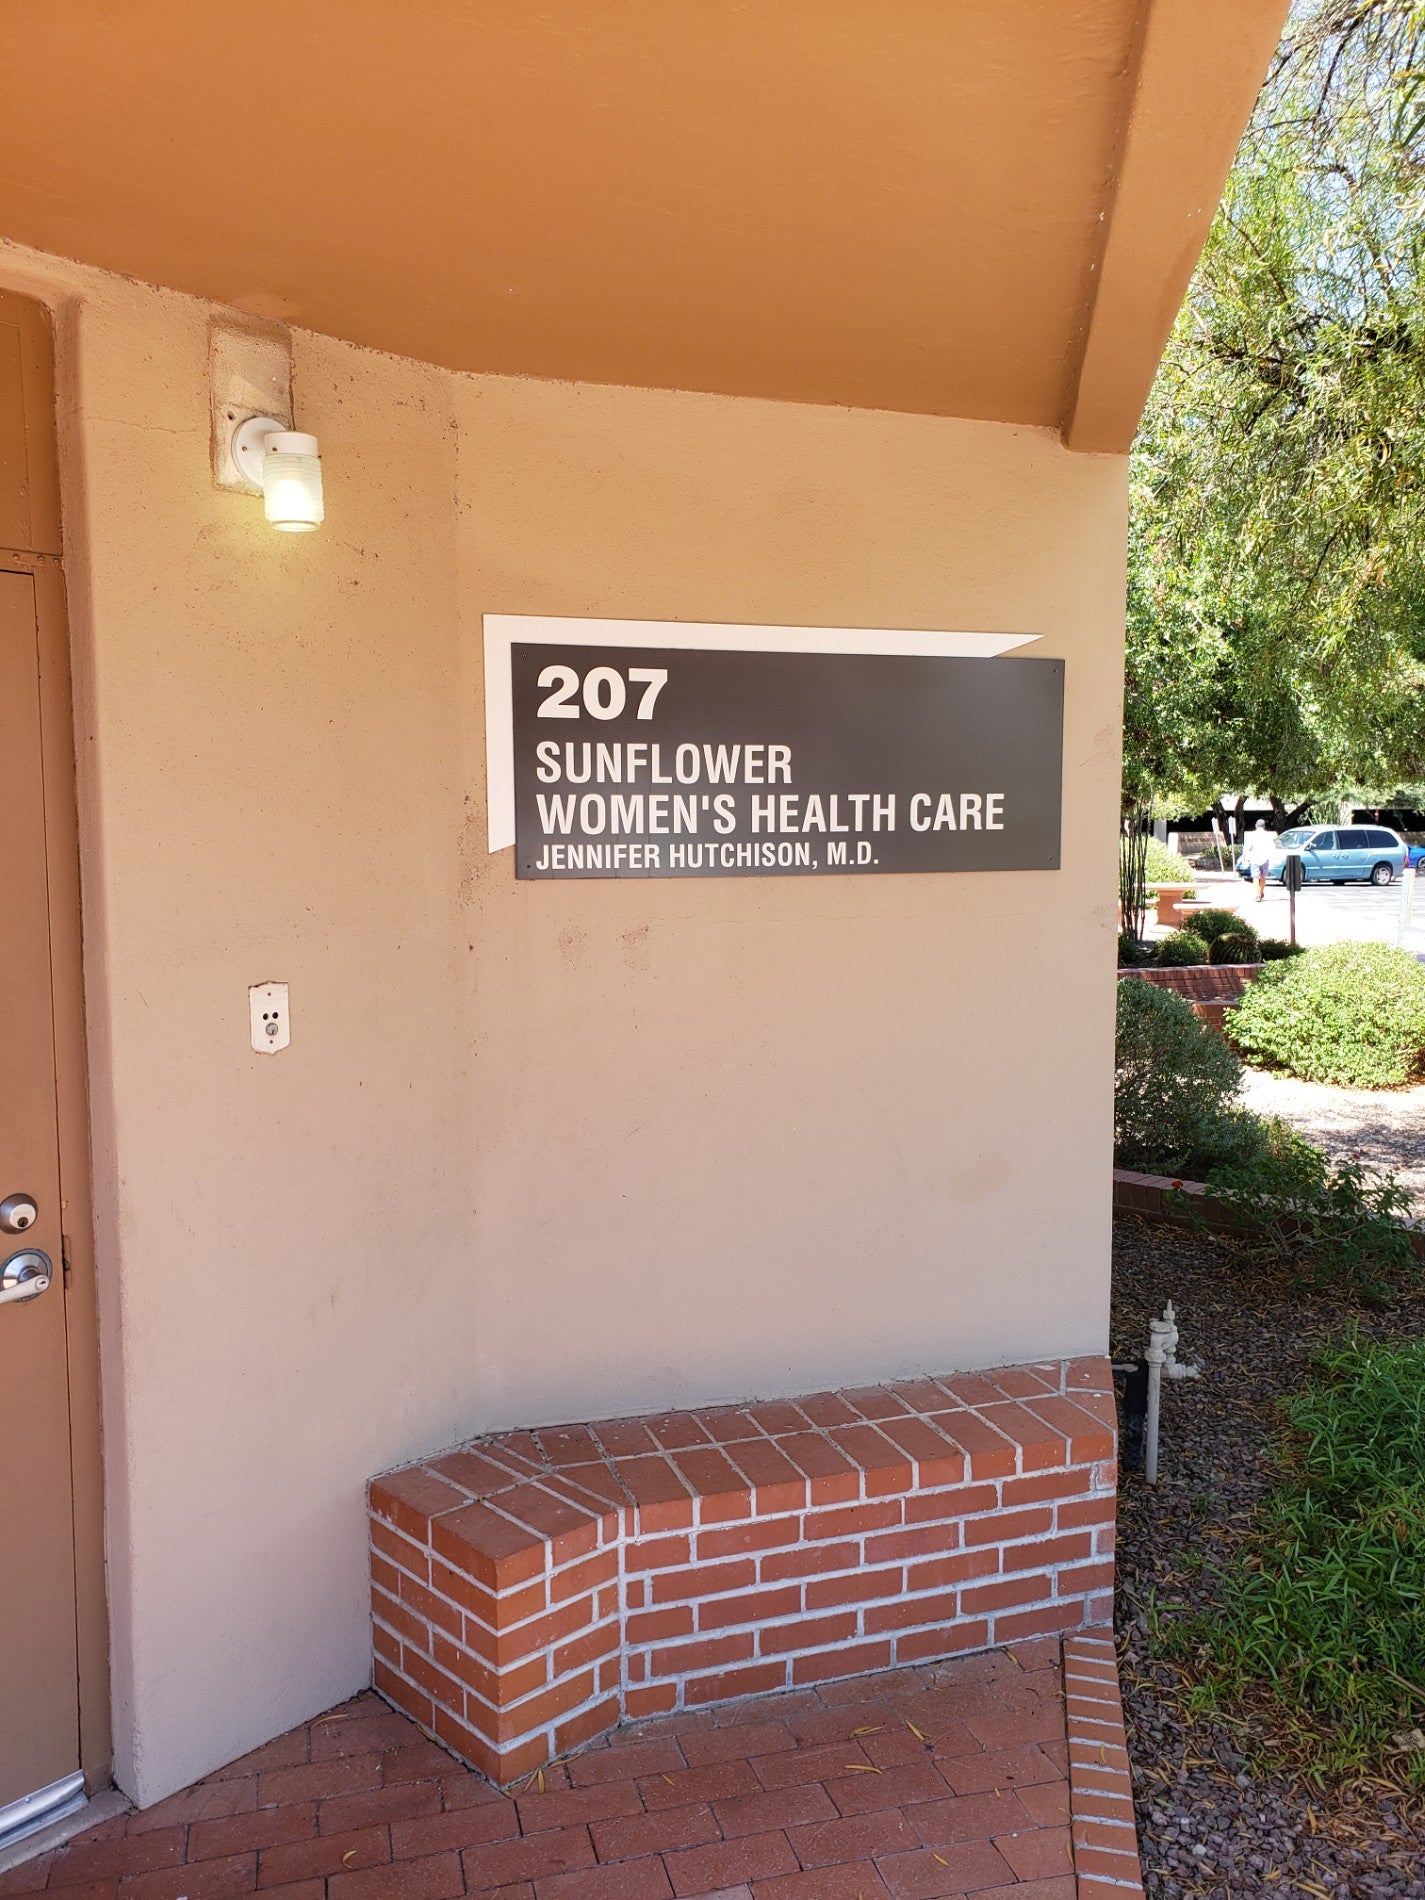 207
SUNFLOWER
WOMEN'S HEALTH CARE
JENNIFER HUTCHISON, M.D.